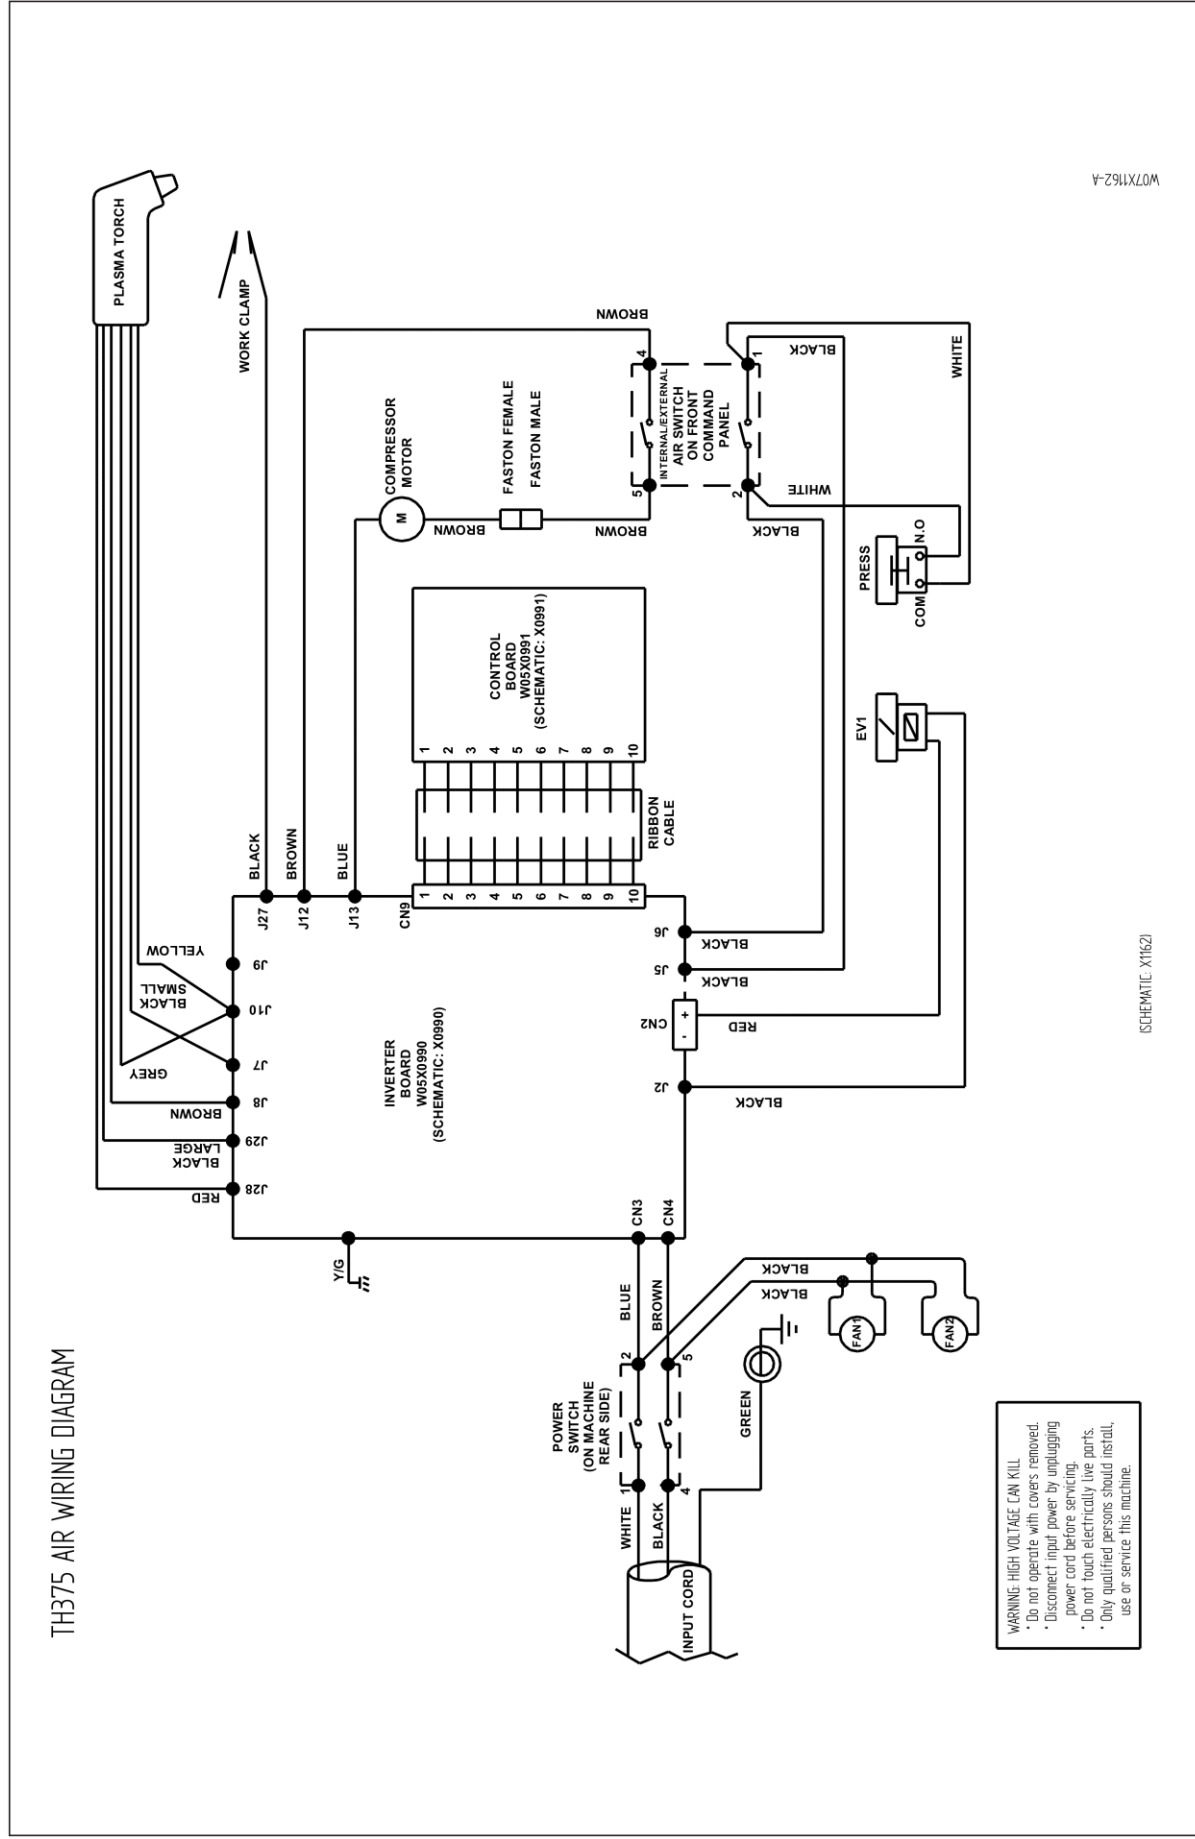 TH375 AIR WIRING DIAGRAM
PLASMA TORCH
WORK CLAMP
YELLOW
SMALL
BLACK
GREY
BROWN
LARGE
BLACK
RED
J9
J10
J7
J8
J29
J28
BLACK
BROWN
BLUE
J27
J12
J13
CN9
Y/G
INVERTER
BOARD
W05X0990
(SCHEMATIC: X0990)
1
2
3
4
5
6
7
8
9
10
RIBBON
CABLE
1
2
3
4
5
6
7
8
9
10
CONTROL
BOARD
W05X0991
(SCHEMATIC: X0991)
COMPRESSOR
MOTOR
M
BROWN
FASTON FEMALE
FASTON MALE
BROWN
BROWN
4
5
INTERNAL/EXTERNAL
AIR SWITCH
ON FRONT
COMMAND
PANEL
1
2
BLACK
WHITE
BLACK
WHITE
PRESS
N.O
COM
EV1
J6
BLACK
J5
BLACK
CN2
+
-
RED
J2
BLACK
CN3
CN4
BLUE
BROWN
POWER
SWITCH
(ON MACHINE
REAR SIDE)
2
5
1
4
WHITE
BLACK
INPUT CORD
GREEN
BLACK
BLACK
FAN1
FAN2
WARNING: HIGH VOLTAGE CAN KILL
* Do not operate with covers removed.
* Disconnect input power by unplugging
power cord before servicing.
* Do not touch electrically live parts.
* Only qualified persons should install,
use or service this machine.
(SCHEMATIC: X1162)
W07X1162-A